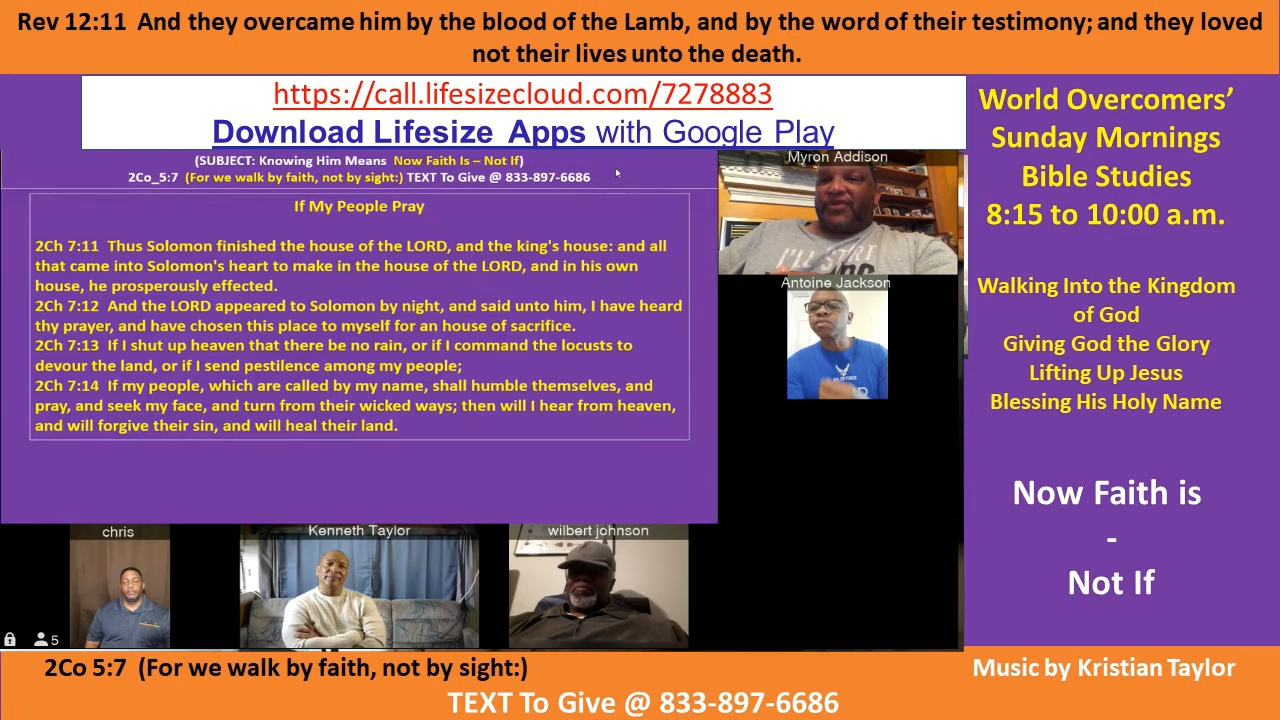 Rev 12:11  And they overcame him by the blood of the Lamb, and by the word of their testimony; and they loved
not their lives unto the death.
https://call.lifesizecloud.com/7278883
Download Lifesize Apps with Google Play
(SUBJECT: Knowing Him Means Now Faith Is – Not If)
2Co_5:7 (For we walk by faith, not by sight:) TEXT To Give @ 833-897-6686
If My People Pray
2Ch 7:11 Thus Solomon finished the house of the LORD, and the king's house: and all
that came into Solomon's heart to make in the house of the LORD, and in his own
house, he prosperously effected.
2Ch 7:12 And the LORD appeared to Solomon by night, and said unto him, I have heard
thy prayer, and have chosen this place to myself for an house of sacrifice.
2Ch 7:13 If I shut up heaven that there be no rain, or if I command the locusts to
devour the land, or if I send pestilence among my people;
2Ch 7:14 If my people, which are called by my name, shall humble themselves, and
pray, and seek my face, and turn from their wicked ways; then will I hear from heaven,
and will forgive their sin, and will heal their land.
Myron Addison
I'LL
Antoine Jackson
chris
Kenneth Taylor
wilbert johnson
5
World Overcomers’
Sunday Mornings
Bible Studies
8:15 to 10:00 a.m.
Walking Into the Kingdom
of God
Giving God the Glory
Lifting Up Jesus
Blessing His Holy Name
Now Faith is
-
Not If
2Co 5:7 (For we walk by faith, not by sight:)
Music by Kristian Taylor
TEXT To Give @ 833-897-6686